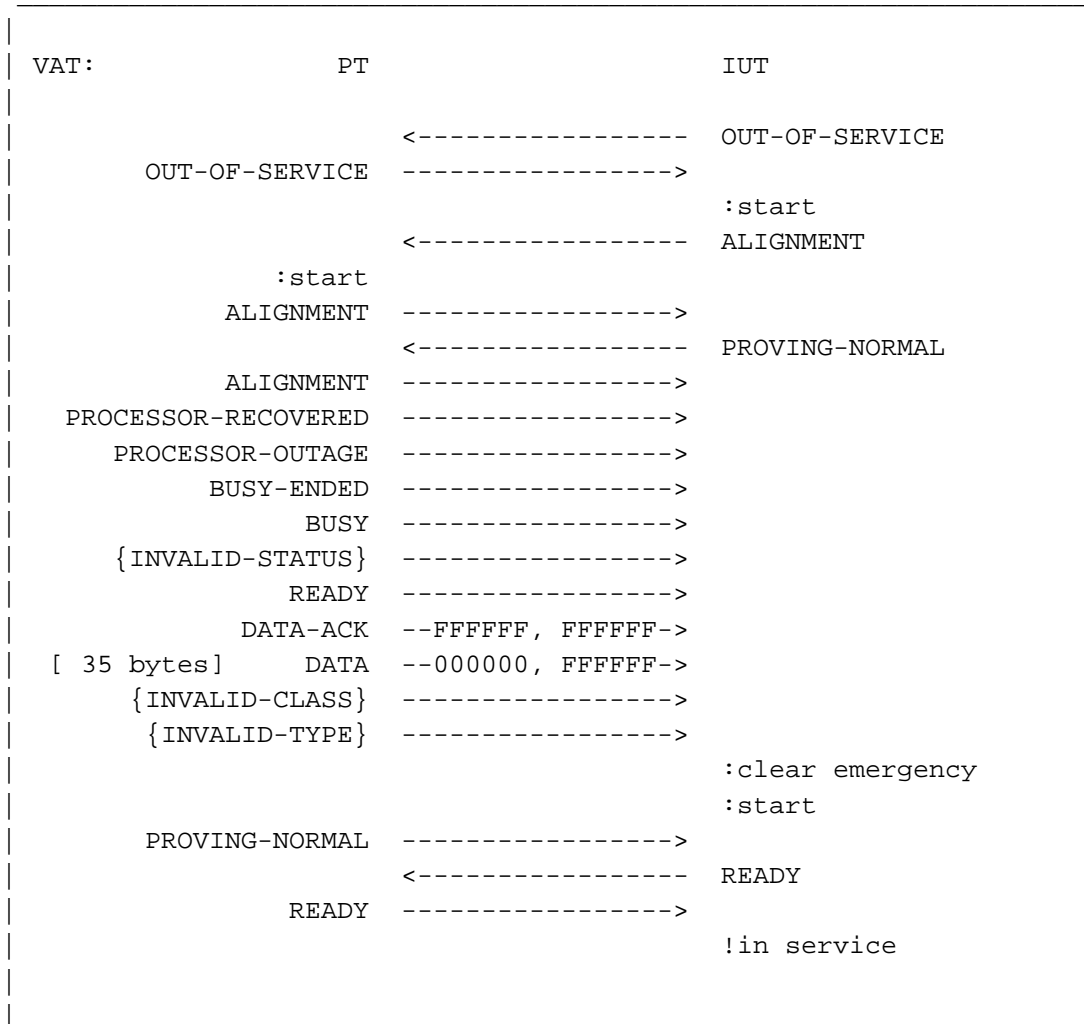 VAT: PT IUT
<----------------- OUT-OF-SERVICE
OUT-OF-SERVICE ----------------->
:start
<----------------- ALIGNMENT
:start
ALIGNMENT ----------------->
<----------------- PROVING-NORMAL
ALIGNMENT ----------------->
PROCESSOR-RECOVERED ----------------->
PROCESSOR-OUTAGE ----------------->
BUSY-ENDED ----------------->
BUSY ----------------->
{INVALID-STATUS} ----------------->
READY ----------------->
DATA-ACK --FFFFFF, FFFFFF->
[ 35 bytes] DATA --000000, FFFFFF->
{INVALID-CLASS} ----------------->
{INVALID-TYPE} ----------------->
:clear emergency
:start
PROVING-NORMAL ----------------->
<----------------- READY
READY ----------------->
!in service